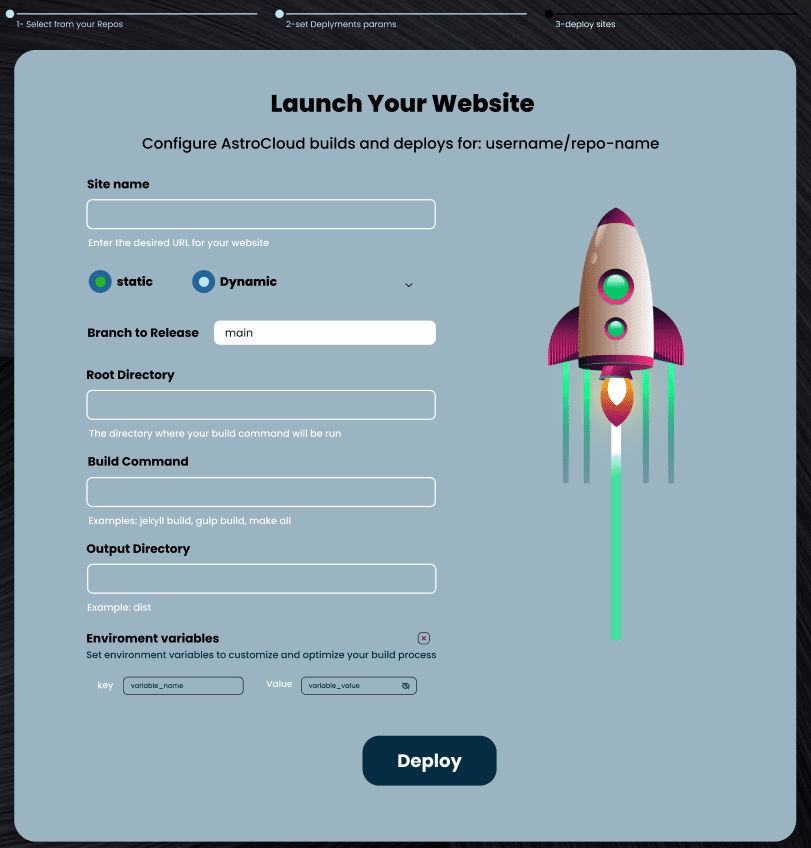 1- Select from your Repos
2-set Deplyments params
3-deploy sites
Launch Your Website
Configure AstroCloud builds and deploys for: username/repo-name
Site name
Enter the desired URL for your website
static
Dynamic
Branch to Release
main
Root Directory
The directory where your build command will be run
Build Command
Examples: jekyll build, gulp build, make all
Output Directory
Example: dist
Enviroment variables
Set environment variables to customize and optimize your build process
key
variable_name
Value
variable_value
Deploy